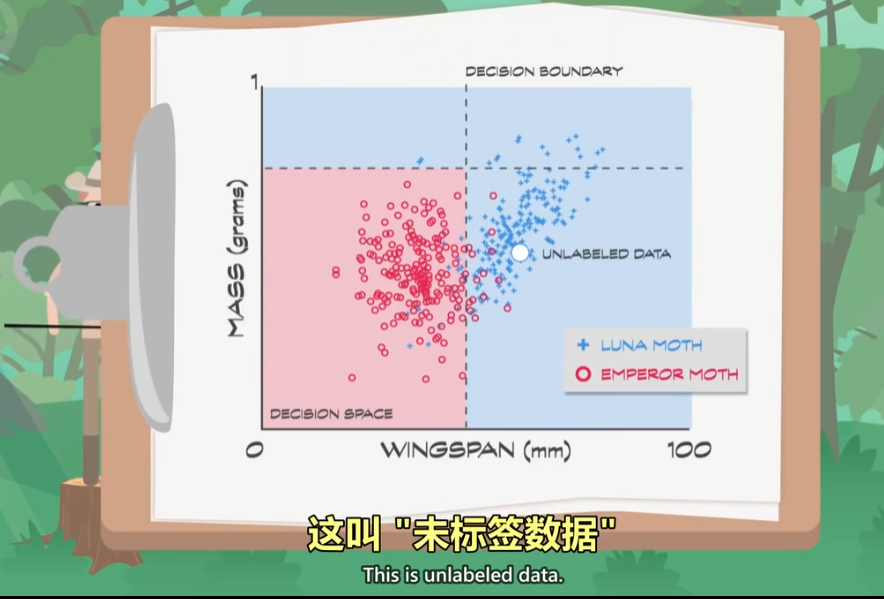 DECISION BOUNDARY
1
MASS (grams)
UNLABELED DATA
LUNA MOTH
EMPEROR MOTH
DECISION SPACE
0
WINGSPAN (mm)
100
这叫 "未标签数据"
This is unlabeled data.